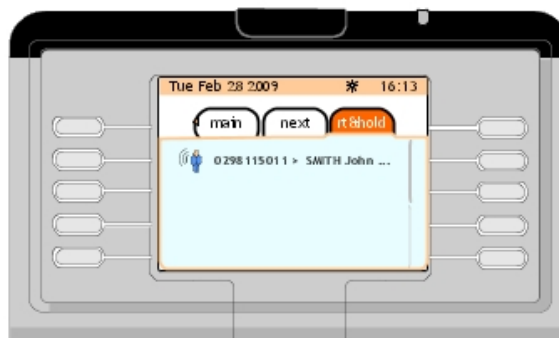 Tue Feb 28 2009 16:13
main next rt&hold
0298115011 > SMITH John ...